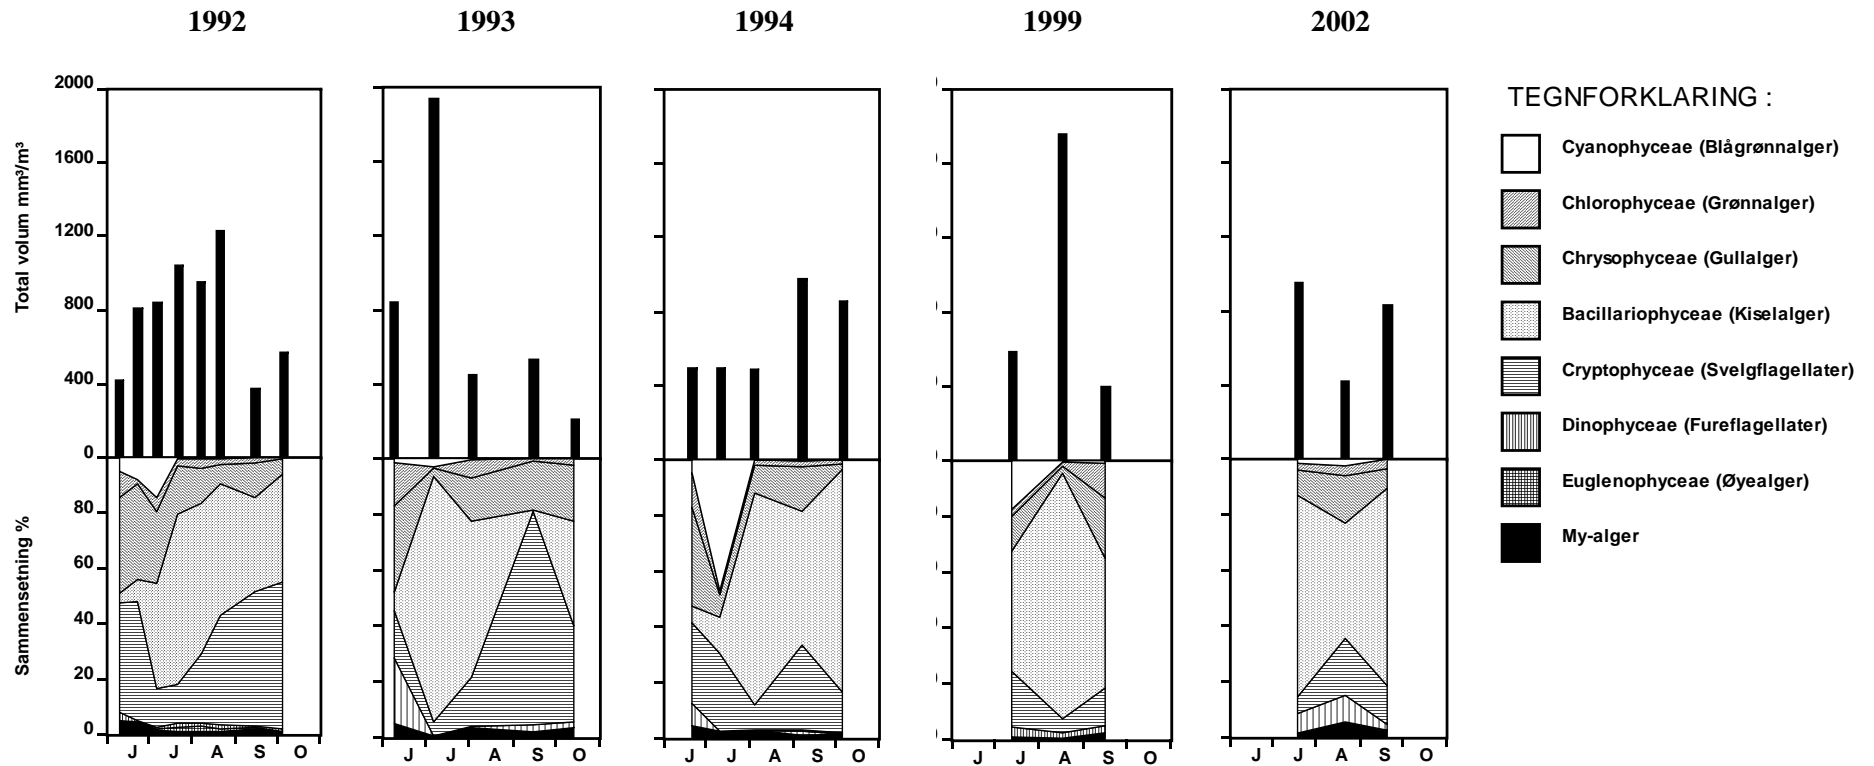 1992 1993 1994 1999 2002
Total volum mm³/m³
2000
1600
1200
800
400
0
Sammensetning %
80
60
40
20
0
J J A S O
J J A S O
J J A S O
J J A S O
J J A S O
TEGNFORKLARING :
Cyanophyceae (Blågrønnalger)
Chlorophyceae (Grønnalger)
Chrysophyceae (Gullalger)
Bacillariophyceae (Kiselalger)
Cryptophyceae (Svelgflagellater)
Dinophyceae (Fureflagellater)
Euglenophyceae (Øyealger)
My-alger